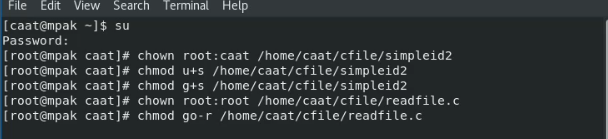 File Edit View Search Terminal Help
[caat@mpak ~]$ su
Password:
[root@mpak caat]# chown root:caat /home/caat/cfile/simpleid2
[root@mpak caat]# chmod u+s /home/caat/cfile/simpleid2
[root@mpak caat]# chmod g+s /home/caat/cfile/simpleid2
[root@mpak caat]# chown root:root /home/caat/cfile/readfile.c
[root@mpak caat]# chmod go-r /home/caat/cfile/readfile.c